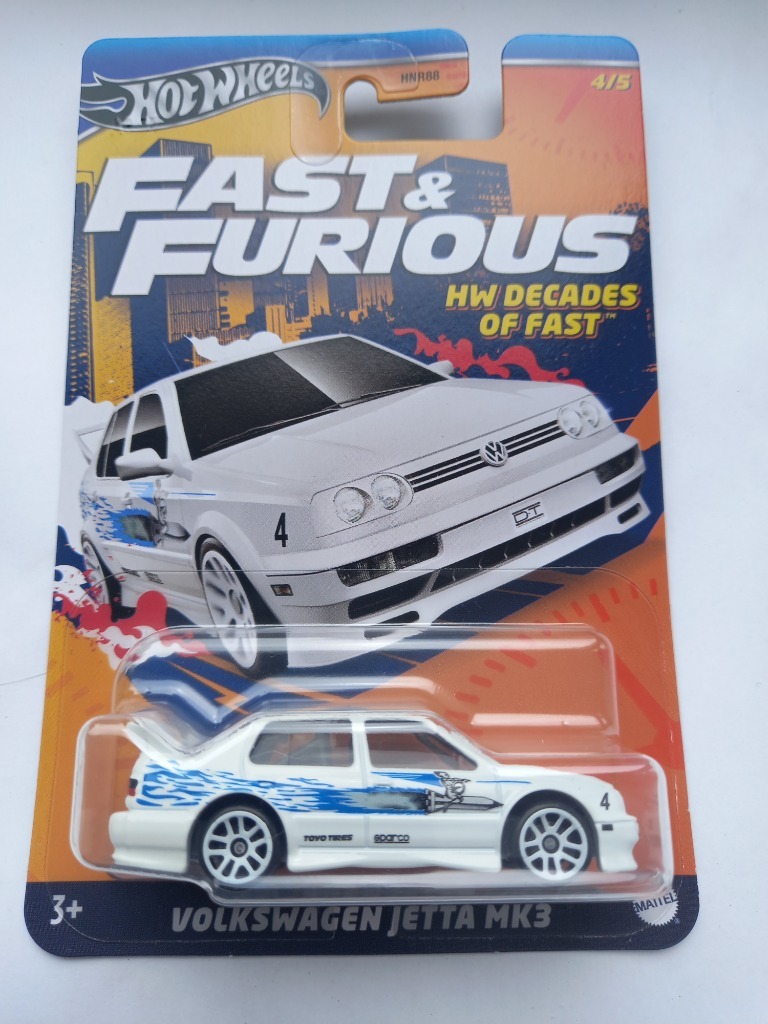 HOT WHEELS
HNR88
4/5
FAST &
FURIOUS
HW DECADES
OF FAST™
4
DT
4
TOYO TIRES
sparco
3+
VOLKSWAGEN JETTA MK3
MATTEL